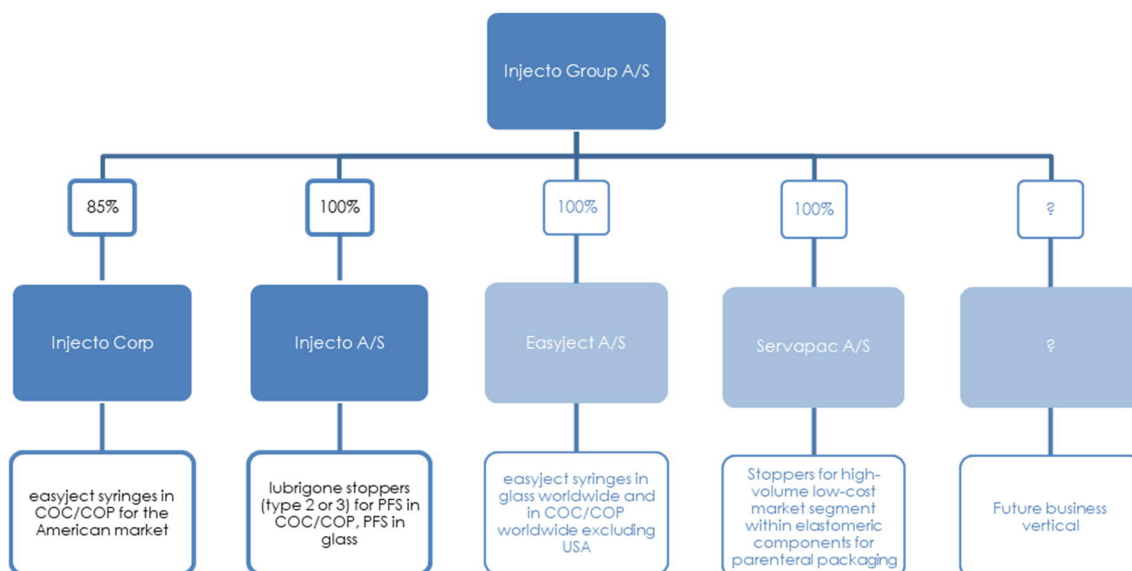 Injecto Group A/S
85%
100%
100%
100%
?
Injecto Corp
Injecto A/S
Easyject A/S
Servapac A/S
?
easyject syringes in
COC/COP for the
American market
lubrigone stoppers
(type 2 or 3) for PFS in
COC/COP, PFS in
glass
easyject syringes in
glass worldwide and
in COC/COP
worldwide excluding
USA
Stoppers for high-
volume low-cost
market segment
within elastomeric
components for
parenteral packaging
Future business
vertical